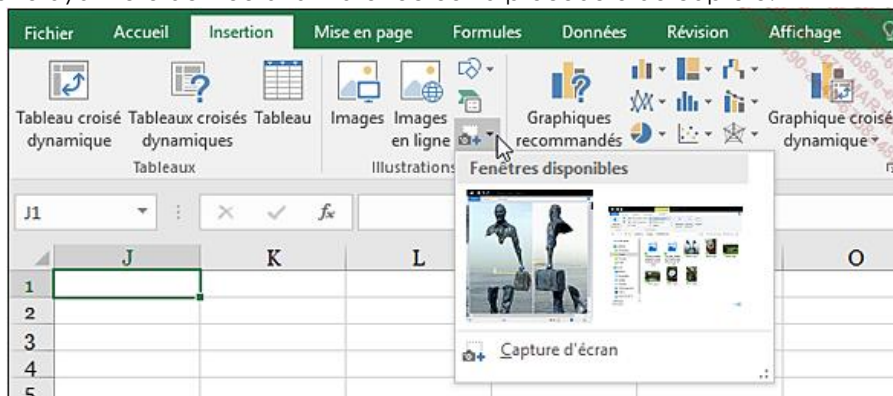 Fichier Accueil Insertion Mise en page Formules Données Révision Affichage
Tableau croisé Tableaux croisés Tableau Images Images Graphiques Graphique croisé
dynamique dynamiques en ligne recommandés dynamique
Tableaux Illustrations Fenêtres disponibles
J1 fx
J K L O
1
2
3
Capture d'écran
4
5